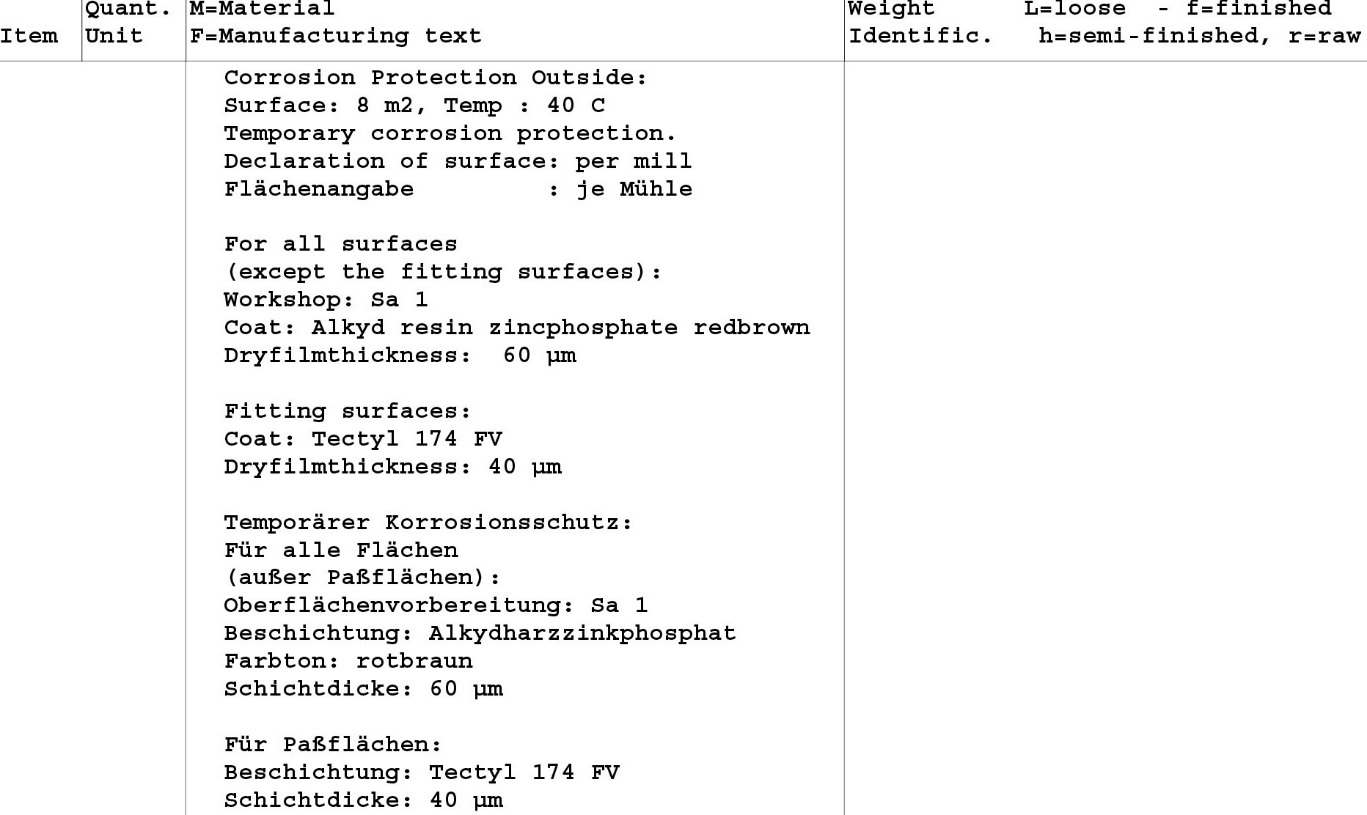 Quant. M=Material Weight L=loose - f=finished
Item Unit F=Manufacturing text Identific. h=semi-finished, r=raw
Corrosion Protection Outside:
Surface: 8 m2, Temp : 40 C
Temporary corrosion protection.
Declaration of surface: per mill
Flächenangabe : je Mühle
For all surfaces
(except the fitting surfaces):
Workshop: Sa 1
Coat: Alkyd resin zincphosphate redbrown
Dryfilmthickness: 60 µm
Fitting surfaces:
Coat: Tectyl 174 FV
Dryfilmthickness: 40 µm
Temporärer Korrosionsschutz:
Für alle Flächen
(außer Paßflächen):
Oberflächenvorbereitung: Sa 1
Beschichtung: Alkydharzzinkphosphat
Farbton: rotbraun
Schichtdicke: 60 µm
Für Paßflächen:
Beschichtung: Tectyl 174 FV
Schichtdicke: 40 µm